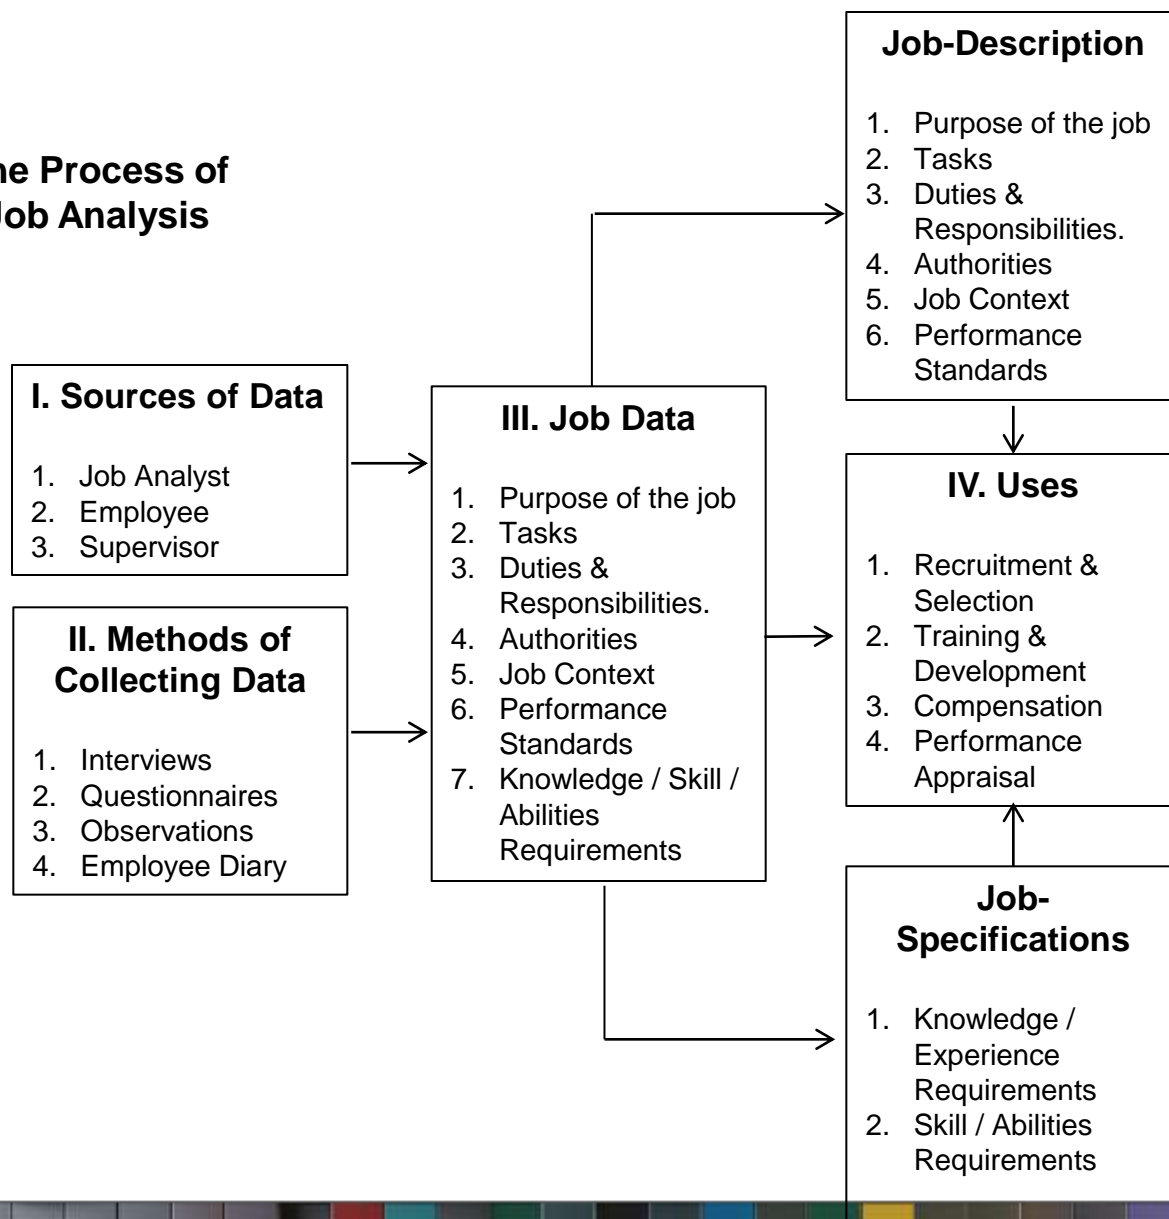 he Process of
Job Analysis
I. Sources of Data
1. Job Analyst
2. Employee
3. Supervisor
II. Methods of
Collecting Data
1. Interviews
2. Questionnaires
3. Observations
4. Employee Diary
III. Job Data
1. Purpose of the job
2. Tasks
3. Duties &
Responsibilities.
4. Authorities
5. Job Context
6. Performance
Standards
7. Knowledge / Skill /
Abilities
Requirements
Job-Description
1. Purpose of the job
2. Tasks
3. Duties &
Responsibilities.
4. Authorities
5. Job Context
6. Performance
Standards
IV. Uses
1. Recruitment &
Selection
2. Training &
Development
3. Compensation
4. Performance
Appraisal
Job-
Specifications
1. Knowledge /
Experience
Requirements
2. Skill / Abilities
Requirements